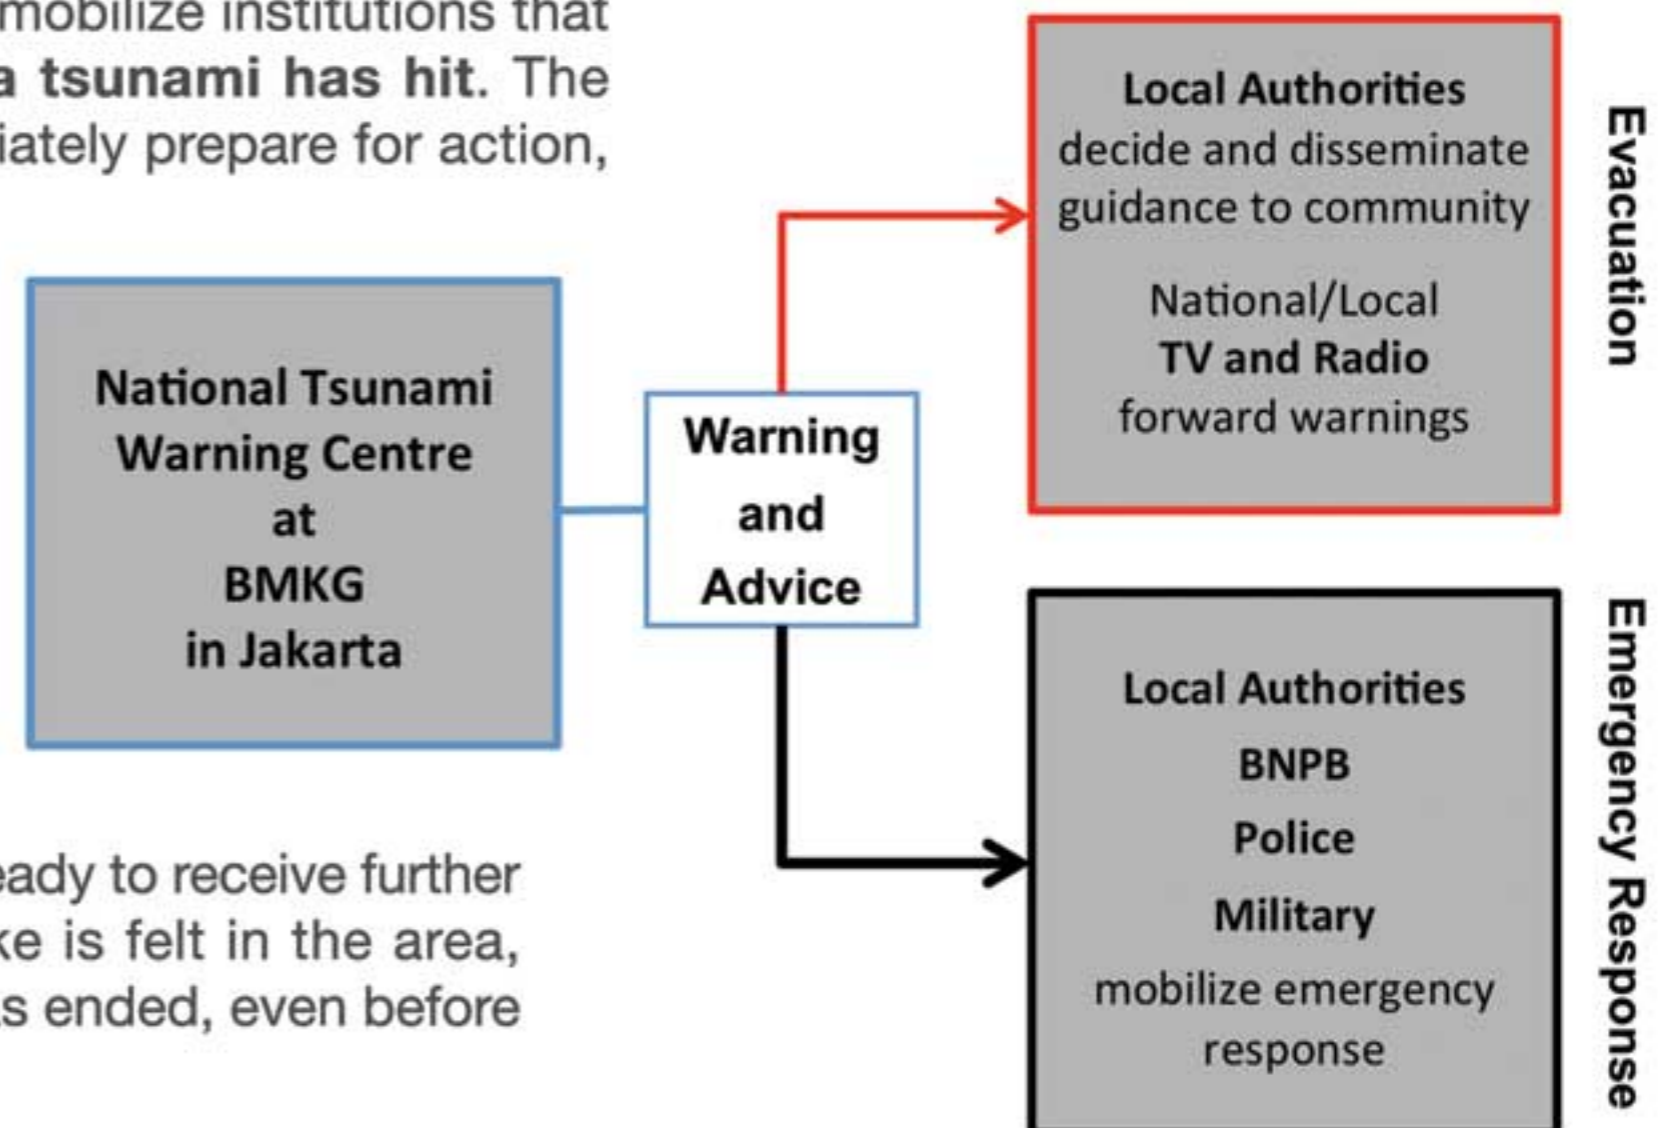 mobilize institutions that
a tsunami has hit. The
iately prepare for action,
National Tsunami
Warning Centre
at
BMKG
in Jakarta
Warning
and
Advice
Local Authorities
decide and disseminate
guidance to community
National/Local
TV and Radio
forward warnings
Evacuation
Local Authorities
BNPB
Police
Military
mobilize emergency
response
Emergency Response
eady to receive further
ke is felt in the area,
s ended, even before